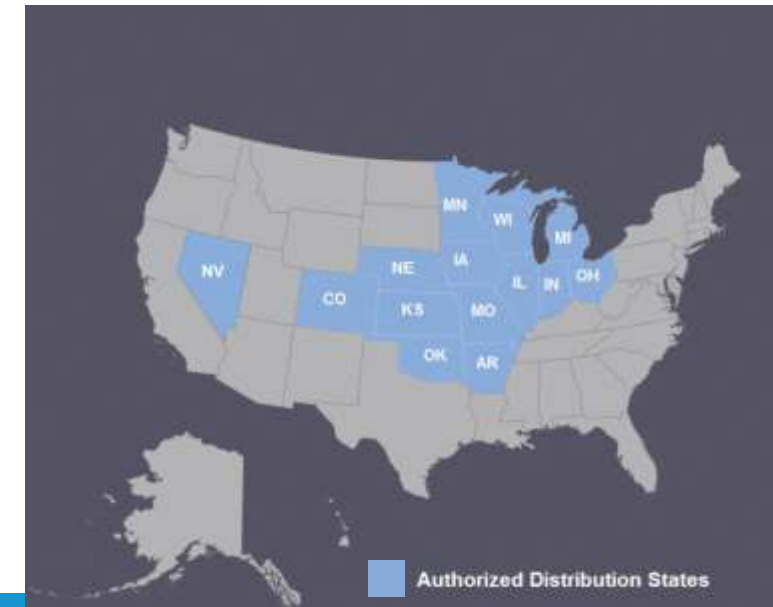 MN
WI
MI
NV
NE
IA
IL
IN
OH
CO
KS
MO
OK
AR
Authorized Distribution States